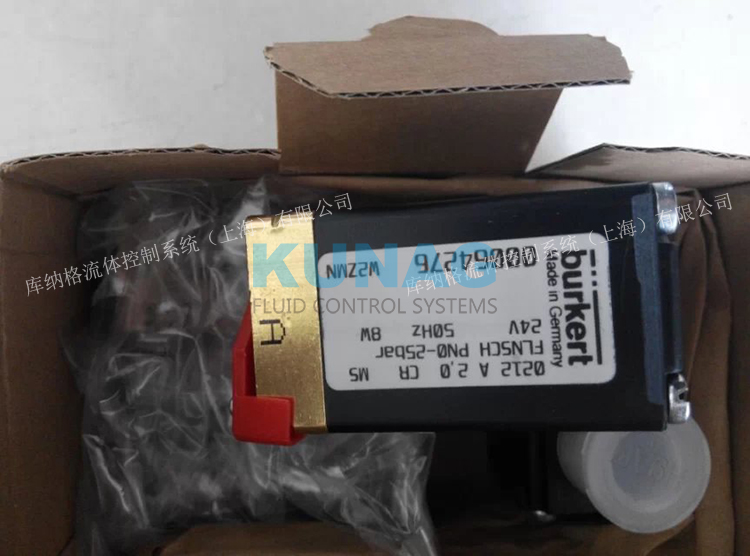 bürkert
Made in Germany
0212 A 2,0 CR MS
FLNSCH PN0-25bar
24V 50Hz 8W
00054276 W2ZMN
A
KUNAG
FLUID CONTROL SYSTEMS
库纳格流体控制系统（上海）有限公司
库纳格流体控制系统（上海）有限公司